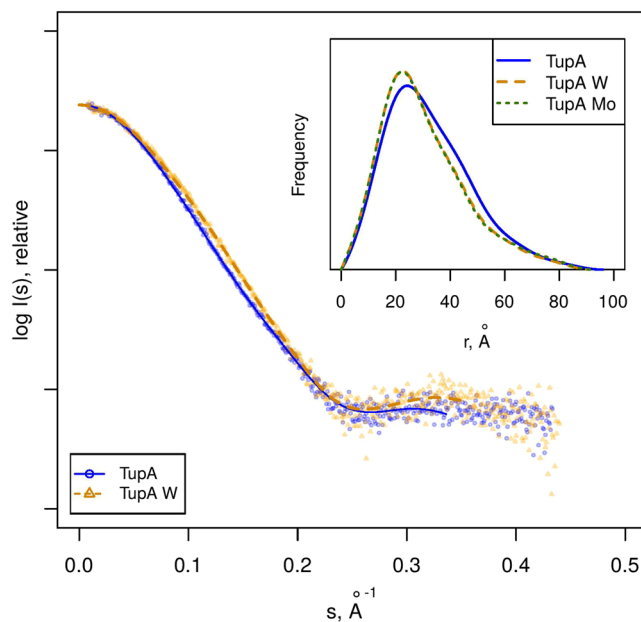 TupA
TupA W
TupA Mo
Frequency
0 20 40 60 80 100
r, Å
log I(s), relative
TupA
TupA W
0.0 0.1 0.2 0.3 0.4 0.5
s, Å⁻¹